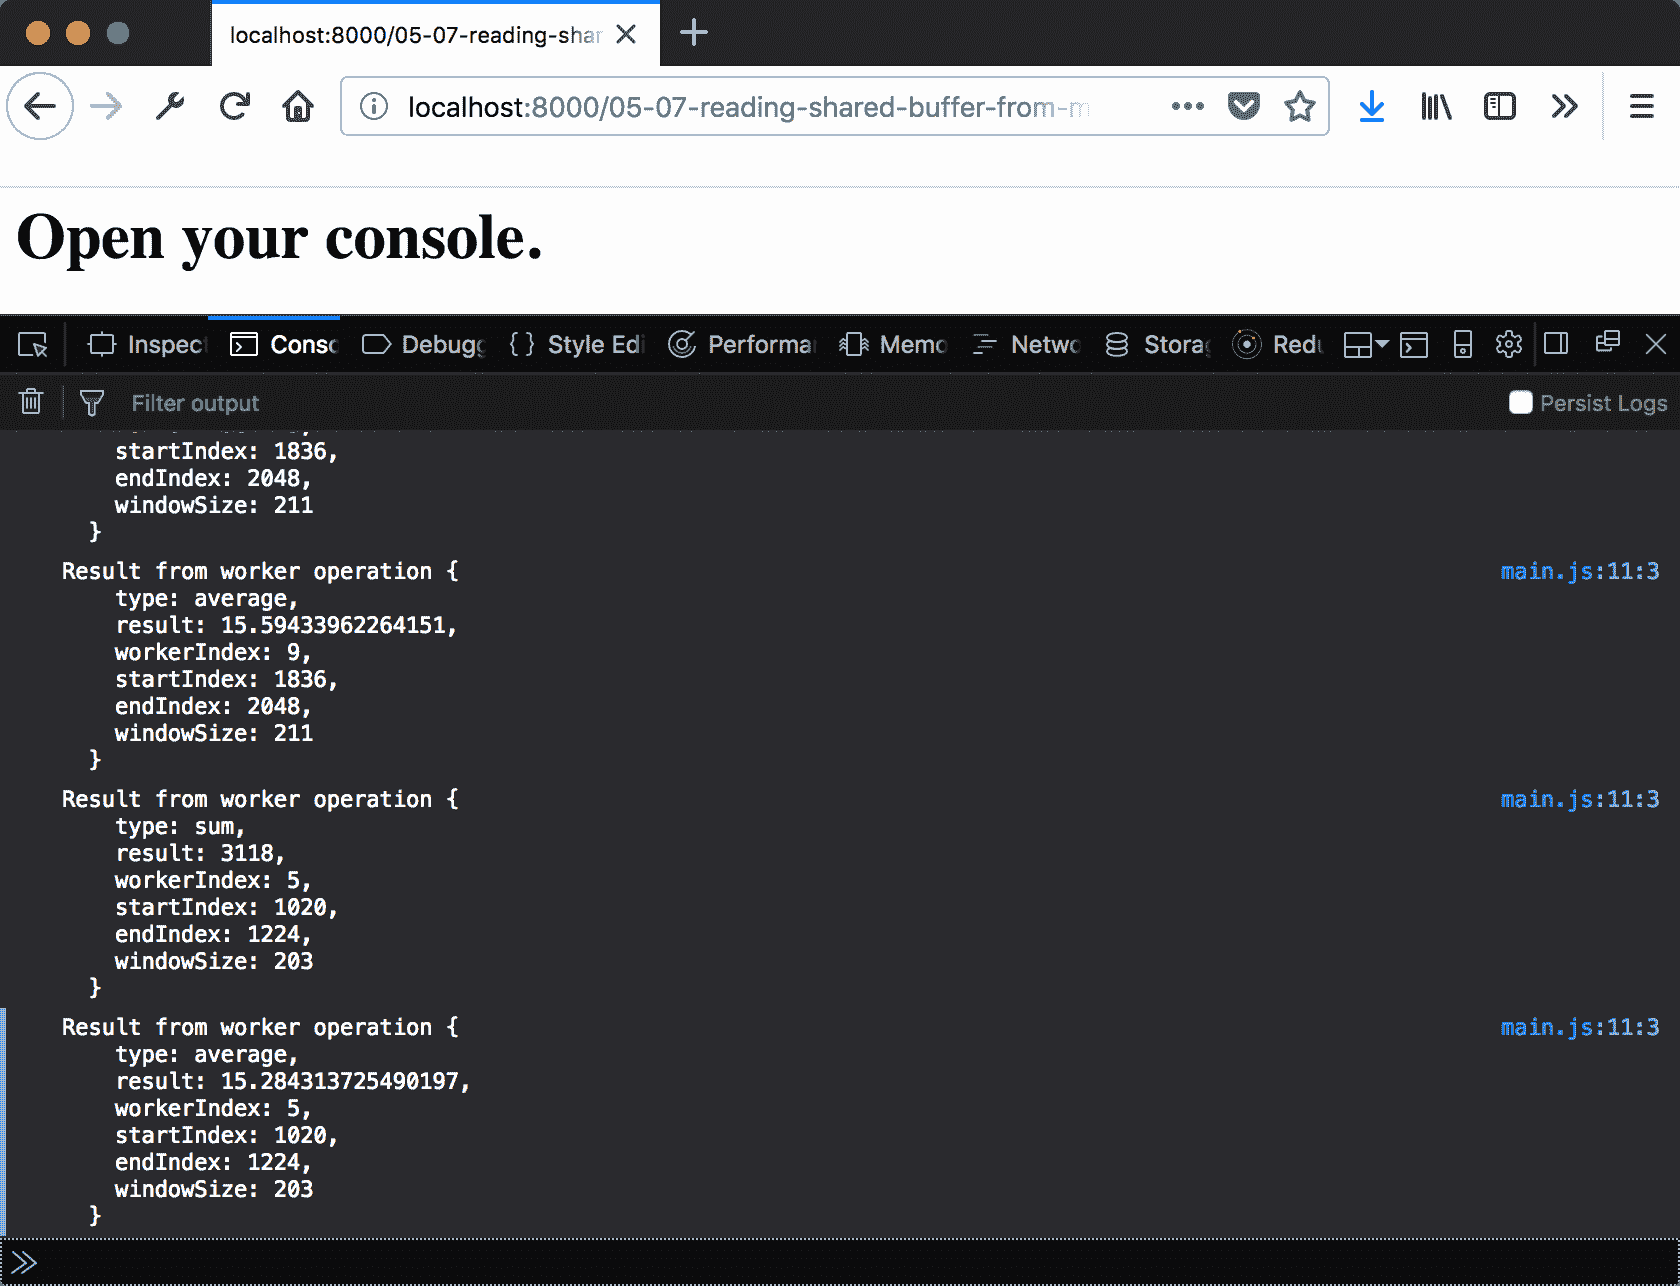 localhost:8000/05-07-reading-shar
localhost:8000/05-07-reading-shared-buffer-from-m
Open your console.
Inspec Conso Debugg Style Edi Performa Memo Netwo Storag Redu
Filter output Persist Logs
startIndex: 1836,
endIndex: 2048,
windowSize: 211
}
Result from worker operation { main.js:11:3
type: average,
result: 15.59433962264151,
workerIndex: 9,
startIndex: 1836,
endIndex: 2048,
windowSize: 211
}
Result from worker operation { main.js:11:3
type: sum,
result: 3118,
workerIndex: 5,
startIndex: 1020,
endIndex: 1224,
windowSize: 203
}
Result from worker operation { main.js:11:3
type: average,
result: 15.284313725490197,
workerIndex: 5,
startIndex: 1020,
endIndex: 1224,
windowSize: 203
}